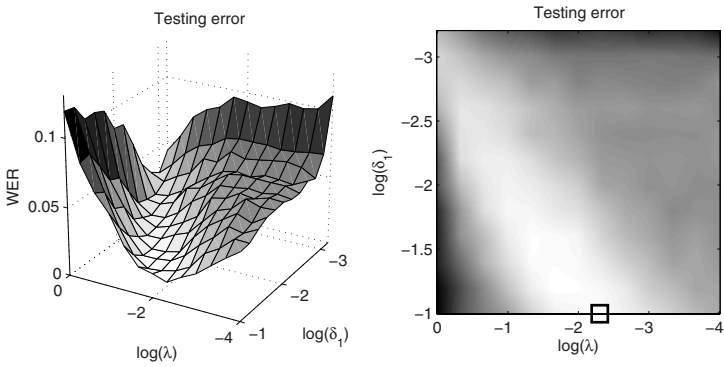 Testing error
WER
0.1
0.05
0
0
−2
−4
log(λ)
−1
−2
−3
log(δ1)
Testing error
log(δ1)
−3
−2.5
−2
−1.5
−1
0
−1
−2
−3
−4
log(λ)